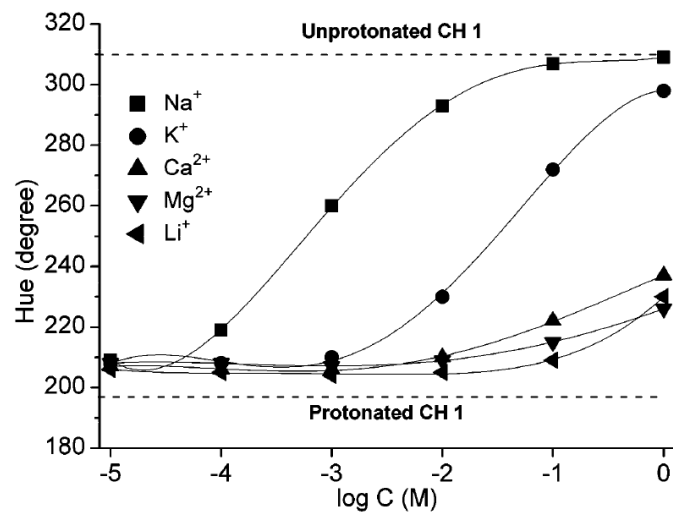 320
Unprotonated CH 1
300
280
260
240
220
200
180
Hue (degree)
Na⁺
K⁺
Ca²⁺
Mg²⁺
Li⁺
Protonated CH 1
-5 -4 -3 -2 -1 0
log C (M)